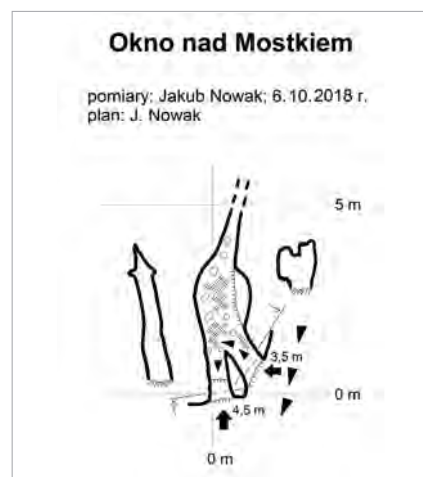 Okno nad Mostkiem
pomiary: Jakub Nowak; 6.10.2018 r.
plan: J. Nowak
5 m
3,5 m
0 m
4,5 m
0 m